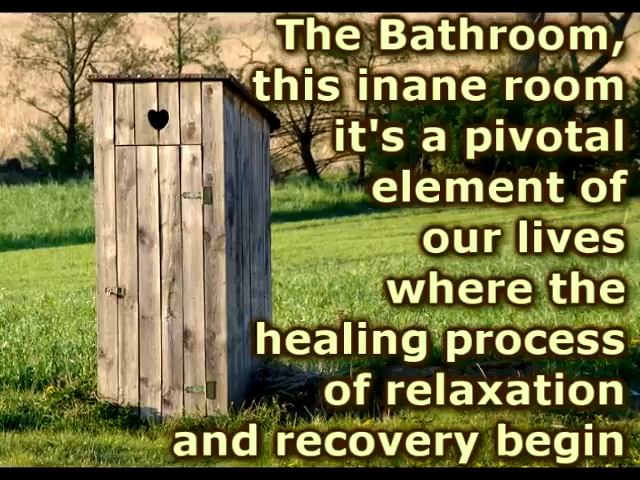 The Bathroom,
this inane room
it's a pivotal
element of
our lives
where the
healing process
of relaxation
and recovery begin